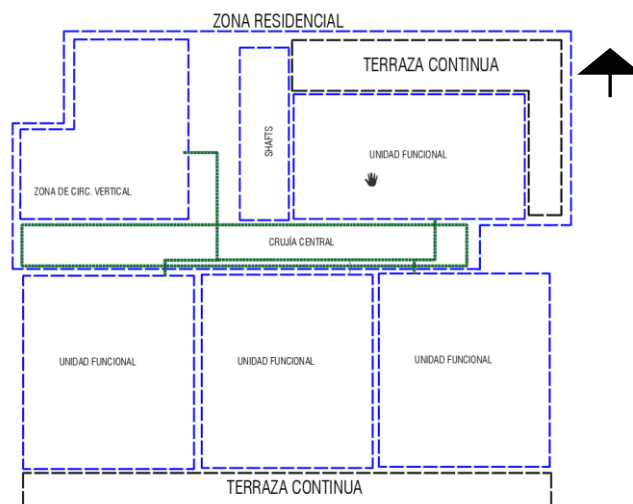 ZONA RESIDENCIAL
TERRAZA CONTINUA
SHAFTS
UNIDAD FUNCIONAL
ZONA DE CIRC. VERTICAL
CRUJÍA CENTRAL
UNIDAD FUNCIONAL
UNIDAD FUNCIONAL
UNIDAD FUNCIONAL
TERRAZA CONTINUA